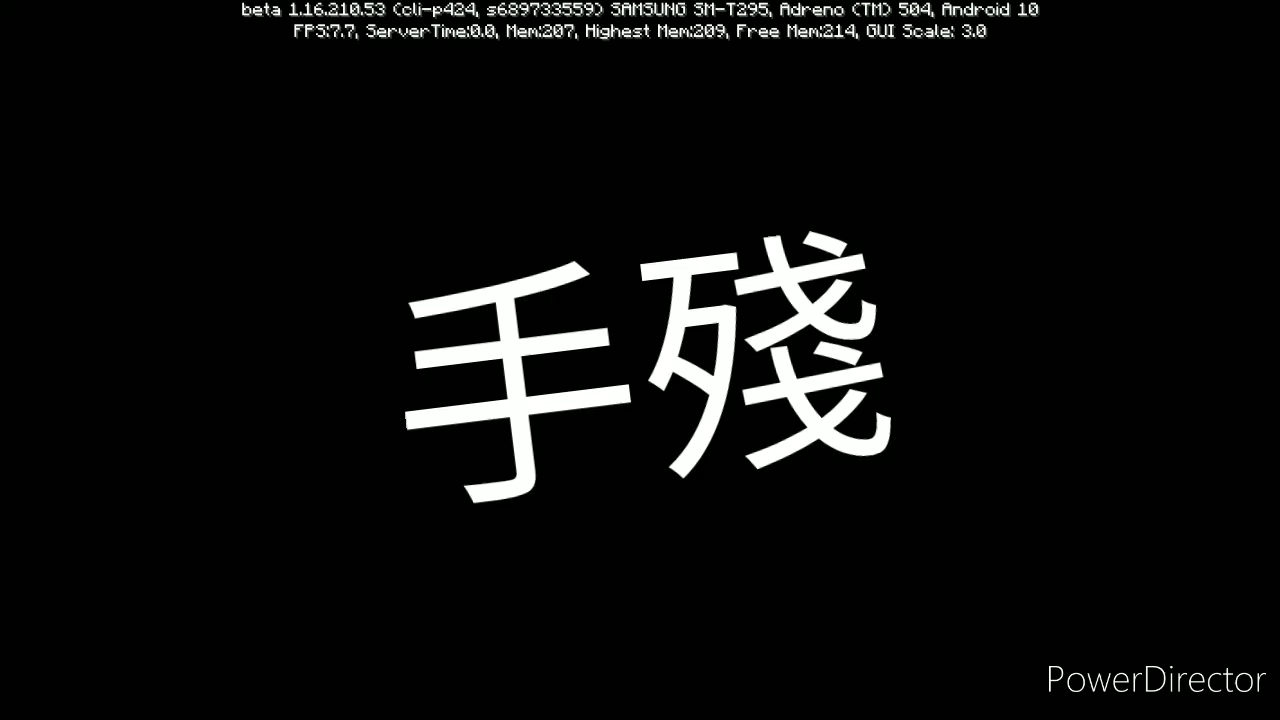 beta 1.16.210.53 (cli-p424, s689733559) SAMSUNG SM-T295, Adreno (TM) 504, Android 10
FPS:7.7, ServerTime:0.0, Mem:207, Highest Mem:209, Free Mem:214, GUI Scale: 3.0
手殘
PowerDirector